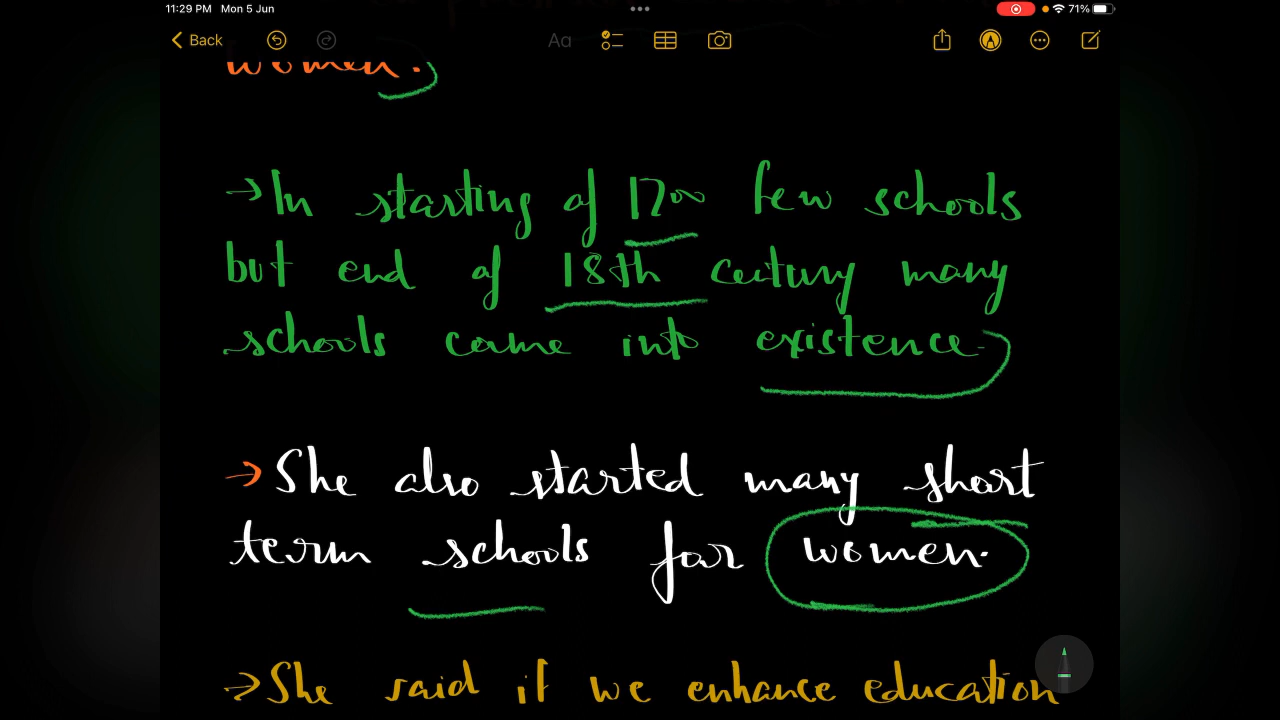 11:29 PM Mon 5 Jun
71%
Back
Aa
women.
→ In starting of 1700 few schools
but end of 18th century many
schools came into existence.
→ She also started many short
term schools for women.
→ She said if we enhance education